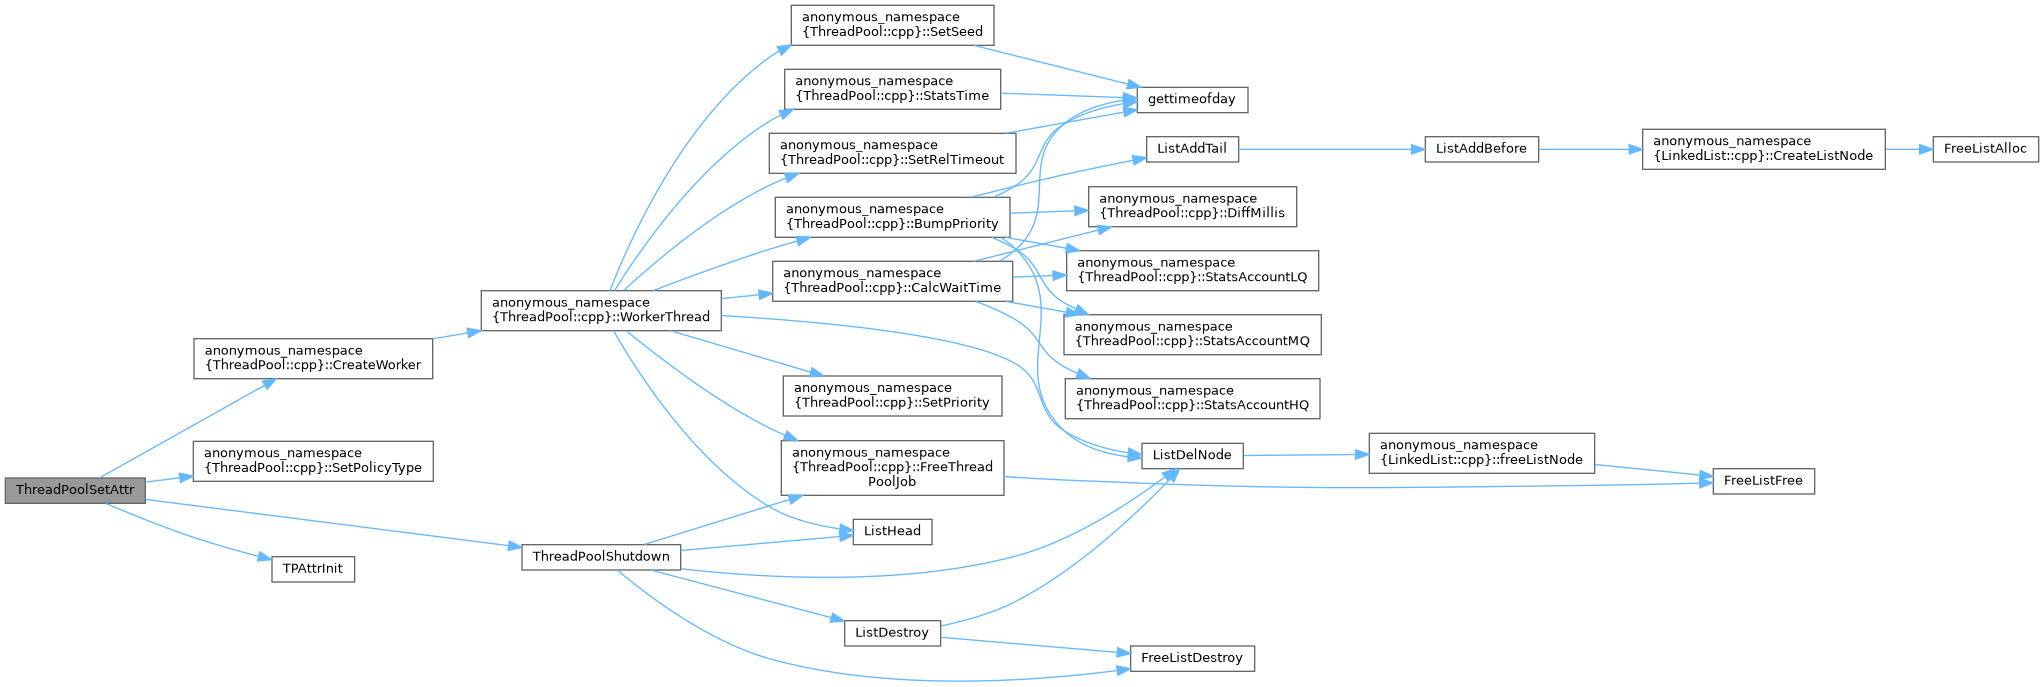 anonymous_namespace
{ThreadPool::cpp}::SetSeed
anonymous_namespace
{ThreadPool::cpp}::StatsTime
gettimeofday
anonymous_namespace
{ThreadPool::cpp}::SetRelTimeout
ListAddTail
ListAddBefore
anonymous_namespace
{LinkedList::cpp}::CreateListNode
FreeListAlloc
anonymous_namespace
{ThreadPool::cpp}::BumpPriority
anonymous_namespace
{ThreadPool::cpp}::DiffMillis
anonymous_namespace
{ThreadPool::cpp}::CalcWaitTime
anonymous_namespace
{ThreadPool::cpp}::StatsAccountLQ
anonymous_namespace
{ThreadPool::cpp}::WorkerThread
anonymous_namespace
{ThreadPool::cpp}::StatsAccountMQ
anonymous_namespace
{ThreadPool::cpp}::CreateWorker
anonymous_namespace
{ThreadPool::cpp}::SetPriority
anonymous_namespace
{ThreadPool::cpp}::StatsAccountHQ
anonymous_namespace
{ThreadPool::cpp}::SetPolicyType
anonymous_namespace
{ThreadPool::cpp}::FreeThread
PoolJob
ListDelNode
anonymous_namespace
{LinkedList::cpp}::freeListNode
FreeListFree
ThreadPoolSetAttr
ListHead
ThreadPoolShutdown
TPAttrInit
ListDestroy
FreeListDestroy